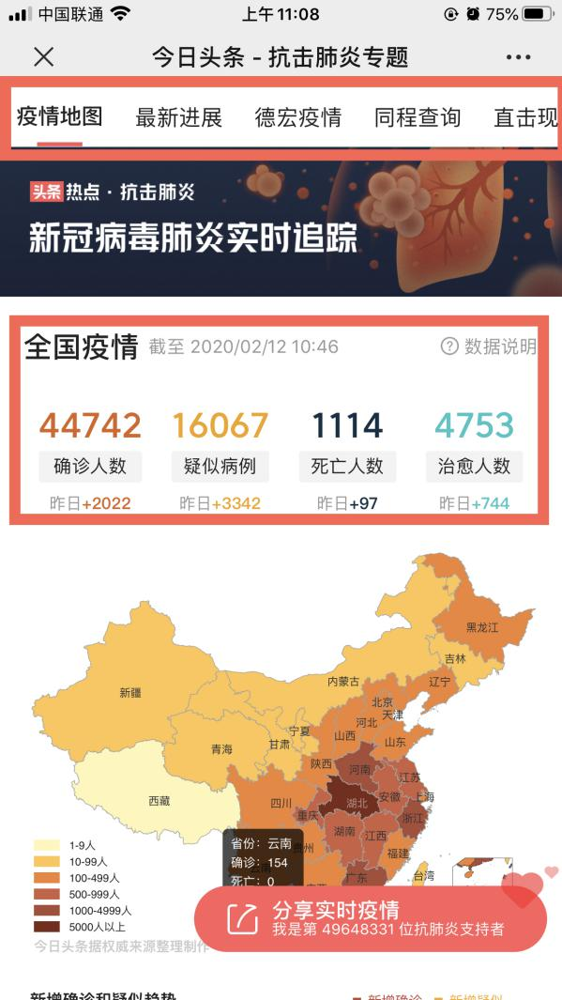 中国联通 上午 11:08 75%
今日头条 - 抗击肺炎专题
疫情地图 最新进展 德宏疫情 同程查询 直击现
头条热点 · 抗击肺炎
新冠病毒肺炎实时追踪
全国疫情 截至 2020/02/12 10:46 ? 数据说明
44742 16067 1114 4753
确诊人数 疑似病例 死亡人数 治愈人数
昨日+2022 昨日+3342 昨日+97 昨日+744
黑龙江
吉林
内蒙古 辽宁
新疆
北京
天津
河北
宁夏
山西
甘肃
青海
山东
陕西
河南
江苏
西藏
四川
湖北
安徽
上海
重庆
浙江
湖南
江西
贵州
福建
云南
广东
台湾
广西
省份：云南
确诊：154
死亡：0
1-9人
10-99人
100-499人
500-999人
1000-4999人
5000人以上
今日头条据权威来源整理制作
分享实时疫情
我是第 49648331 位抗肺炎支持者
新增确诊和疑似趋势 新增确诊 新增疑似